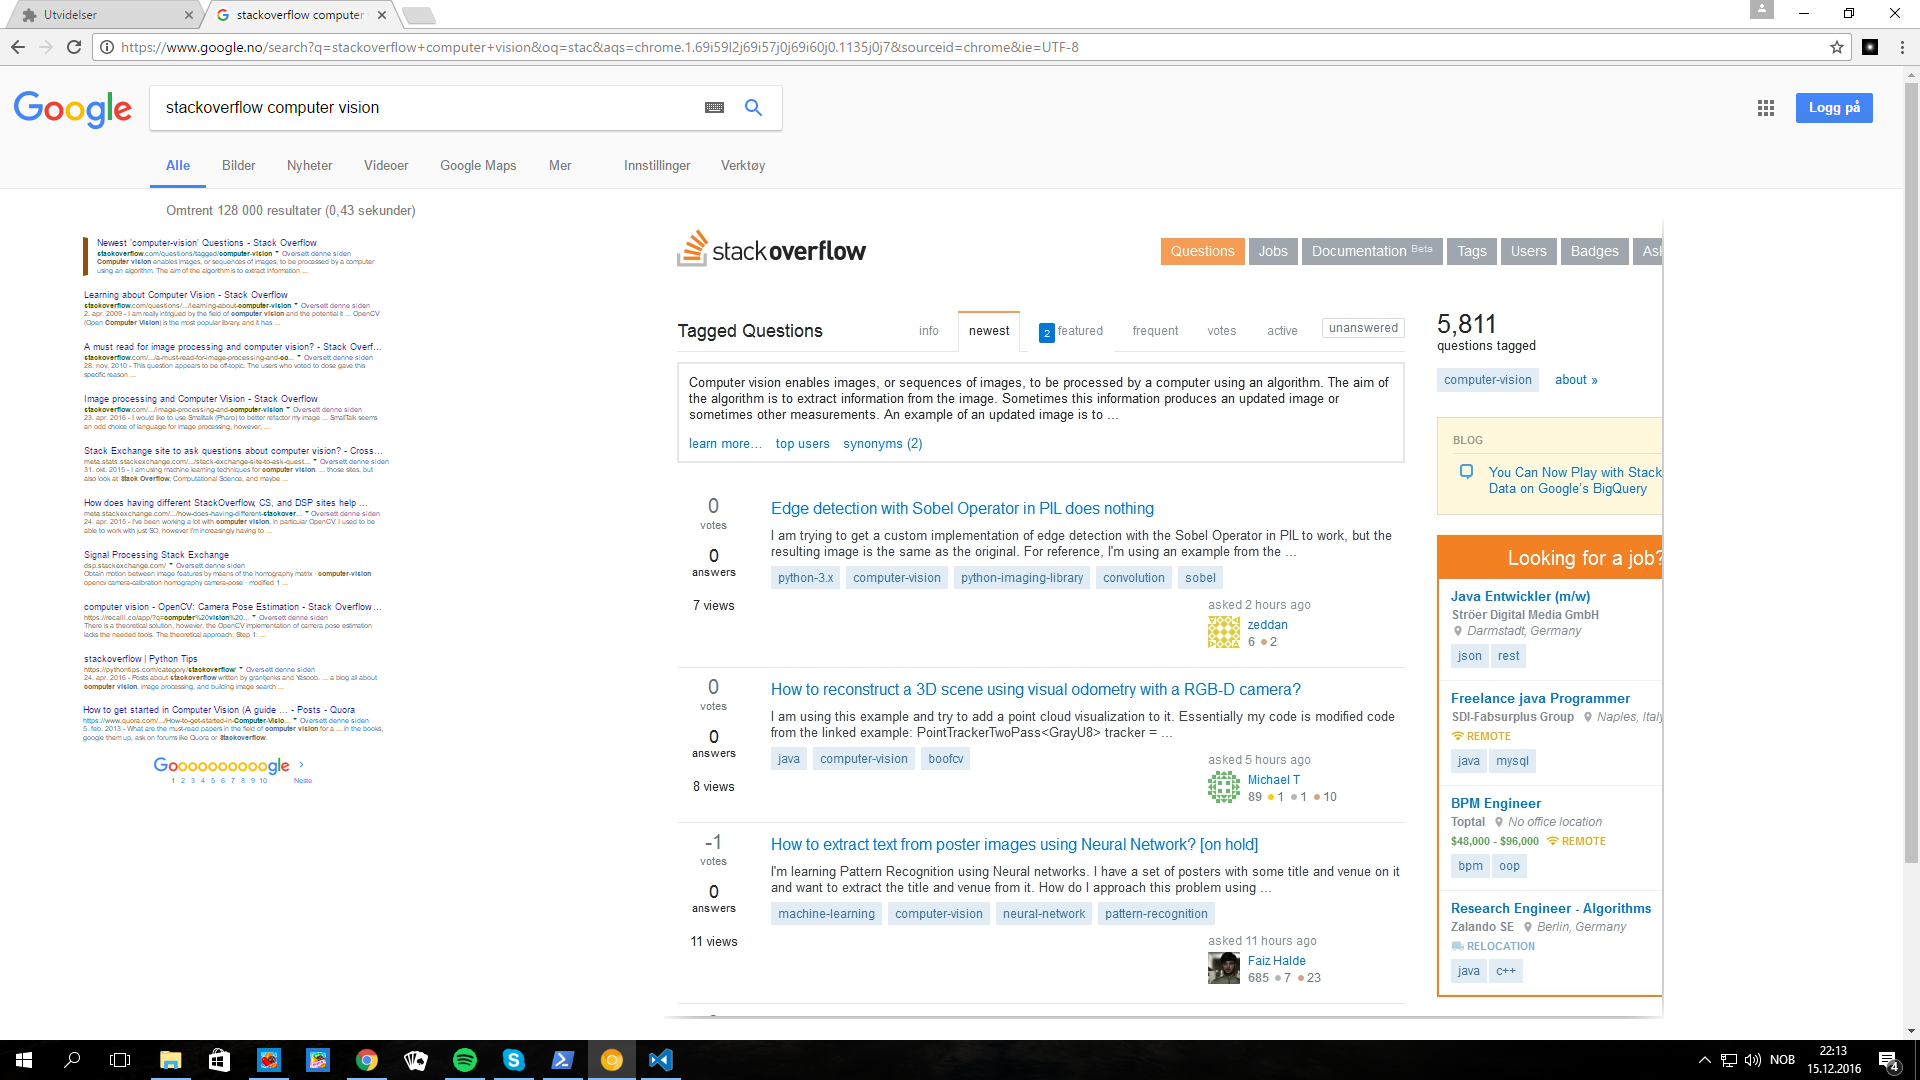 Utvidelser
stackoverflow computer
https://www.google.no/search?q=stackoverflow+computer+vision&oq=stac&aqs=chrome.1.69i59l2j69i57j0j69i60j0.1135j0j7&sourceid=chrome&ie=UTF-8
Google
stackoverflow computer vision
Logg på
Alle Bilder Nyheter Videoer Google Maps Mer Innstillinger Verktøy
Omtrent 128 000 resultater (0,43 sekunder)
Newest 'computer-vision' Questions - Stack Overflow
stackoverflow.com/questions/tagged/computer-vision Oversett denne siden
Computer vision enables images, or sequences of images, to be processed by a computer
using an algorithm. The aim of the algorithm is to extract information ...
Learning about Computer Vision - Stack Overflow
stackoverflow.com/questions/.../learning-about-computer-vision Oversett denne siden
2. apr. 2009 - I am really intrigued by the field of computer vision and the potential it ... OpenCV
(Open Computer Vision) is the most popular library, and it has ...
A must read for image processing and computer vision? - Stack Overf...
stackoverflow.com/.../a-must-read-for-image-processing-and-co... Oversett denne siden
28. nov. 2010 - This question appears to be off-topic. The users who voted to close gave this
specific reason ...
Image processing and Computer Vision - Stack Overflow
stackoverflow.com/.../image-processing-and-computer-vision Oversett denne siden
23. apr. 2016 - I would like to use Smalltalk (Pharo) to better refactor my image ... SmallTalk seems
an odd choice of language for image processing, however, ...
Stack Exchange site to ask questions about computer vision? - Cross...
meta.stats.stackexchange.com/.../stack-exchange-site-to-ask-quest... Oversett denne siden
31. okt. 2015 - I am using machine learning techniques for computer vision. ... those sites, but
also look at Stack Overflow, Computational Science, and maybe ...
How does having different StackOverflow, CS, and DSP sites help ...
meta.stackexchange.com/.../how-does-having-different-stackover... Oversett denne siden
24. apr. 2015 - I've been working a lot with computer vision, in particular OpenCV. I used to be
able to work with just SO, however I'm increasingly having to ...
Signal Processing Stack Exchange
dsp.stackexchange.com/ Oversett denne siden
Obtain motion between image features by means of the homography matrix · computer-vision
opencv camera-calibration homography camera-pose · modified 1 ...
computer vision - OpenCV: Camera Pose Estimation - Stack Overflow...
https://recalll.co/app/?q=computer%20vision%20... Oversett denne siden
There is a theoretical solution, however, the OpenCV implementation of camera pose estimation
lacks the needed tools. The theoretical approach: Step 1: ...
stackoverflow | Python Tips
https://pythontips.com/category/stackoverflow/ Oversett denne siden
24. apr. 2016 - Posts about stackoverflow written by grantjenks and Yasoob. ... a blog all about
computer vision, image processing, and building image search ...
How to get started in Computer Vision (A guide ... - Posts - Quora
https://www.quora.com/.../How-to-get-started-in-Computer-Visio... Oversett denne siden
5. feb. 2013 - What are the must-read papers in the field of computer vision for a ... in the books,
google them up, ask on forums like Quora or Stackoverflow.
Goooooooooogle >
1 2 3 4 5 6 7 8 9 10 Neste
stackoverflow
Questions Jobs Documentation Beta Tags Users Badges Ask
Tagged Questions info newest 2 featured frequent votes active unanswered
Computer vision enables images, or sequences of images, to be processed by a computer using an algorithm. The aim of
the algorithm is to extract information from the image. Sometimes this information produces an updated image or
sometimes other measurements. An example of an updated image is to ...
learn more... top users synonyms (2)
0
votes
0
answers
7 views
Edge detection with Sobel Operator in PIL does nothing
I am trying to get a custom implementation of edge detection with the Sobel Operator in PIL to work, but the
resulting image is the same as the original. For reference, I'm using an example from the ...
python-3.x computer-vision python-imaging-library convolution sobel
asked 2 hours ago
zeddan
6 2
0
votes
0
answers
8 views
How to reconstruct a 3D scene using visual odometry with a RGB-D camera?
I am using this example and try to add a point cloud visualization to it. Essentially my code is modified code
from the linked example: PointTrackerTwoPass<GrayU8> tracker = ...
java computer-vision boofcv
asked 5 hours ago
Michael T
89 1 1 10
-1
votes
0
answers
11 views
How to extract text from poster images using Neural Network? [on hold]
I'm learning Pattern Recognition using Neural networks. I have a set of posters with some title and venue on it
and want to extract the title and venue from it. How do I approach this problem using ...
machine-learning computer-vision neural-network pattern-recognition
asked 11 hours ago
Faiz Halde
685 7 23
5,811
questions tagged
computer-vision about »
BLOG
You Can Now Play with Stack
Data on Google's BigQuery
Looking for a job?
Java Entwickler (m/w)
Ströer Digital Media GmbH
Darmstadt, Germany
json rest
Freelance java Programmer
SDI-Fabsurplus Group Naples, Italy
REMOTE
java mysql
BPM Engineer
Toptal No office location
$48,000 - $96,000 REMOTE
bpm oop
Research Engineer - Algorithms
Zalando SE Berlin, Germany
RELOCATION
java c++
NOB
22:13
15.12.2016
4